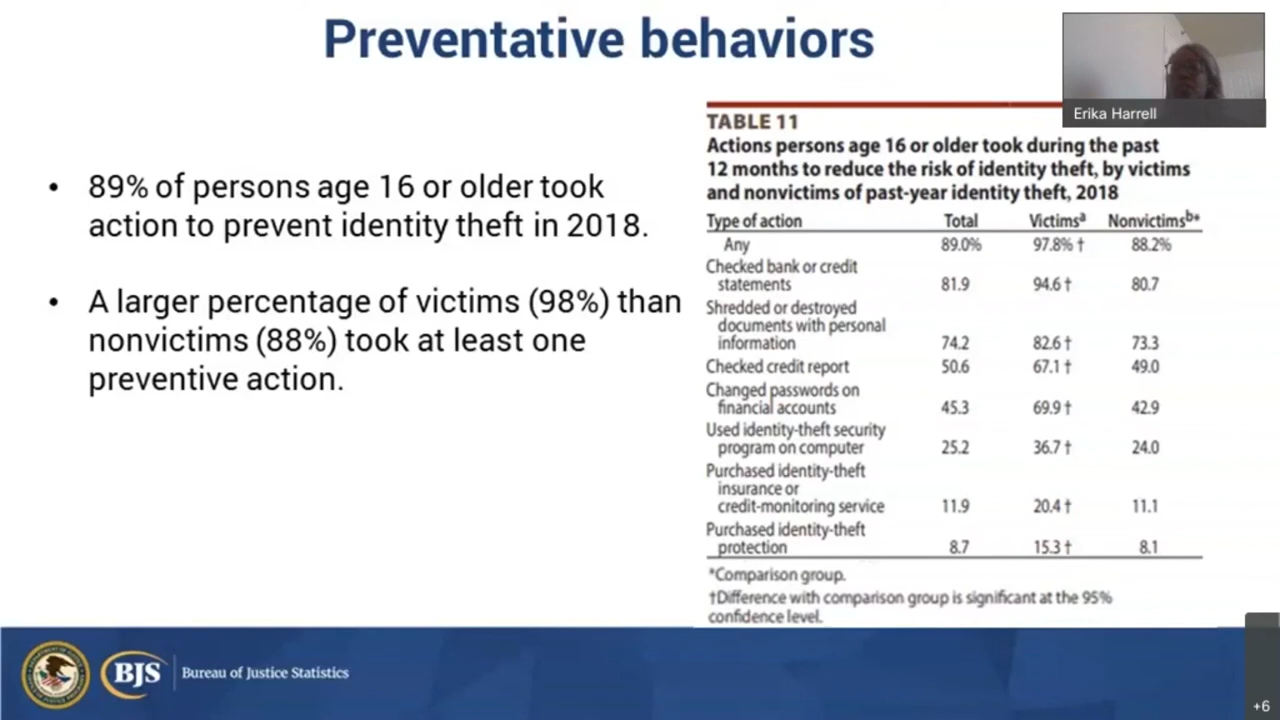 Preventative behaviors
Erika Harrell
• 89% of persons age 16 or older took
action to prevent identity theft in 2018.
• A larger percentage of victims (98%) than
nonvictims (88%) took at least one
preventive action.
TABLE 11
Actions persons age 16 or older took during the past
12 months to reduce the risk of identity theft, by victims
and nonvictims of past-year identity theft, 2018
Type of action Total Victimsᵃ Nonvictimsᵇ*
Any 89.0% 97.8% † 88.2%
Checked bank or credit
statements 81.9 94.6 † 80.7
Shredded or destroyed
documents with personal
information 74.2 82.6 † 73.3
Checked credit report 50.6 67.1 † 49.0
Changed passwords on
financial accounts 45.3 69.9 † 42.9
Used identity-theft security
program on computer 25.2 36.7 † 24.0
Purchased identity-theft
insurance or
credit-monitoring service 11.9 20.4 † 11.1
Purchased identity-theft
protection 8.7 15.3 † 8.1
*Comparison group.
†Difference with comparison group is significant at the 95%
confidence level.
BJS Bureau of Justice Statistics
+6